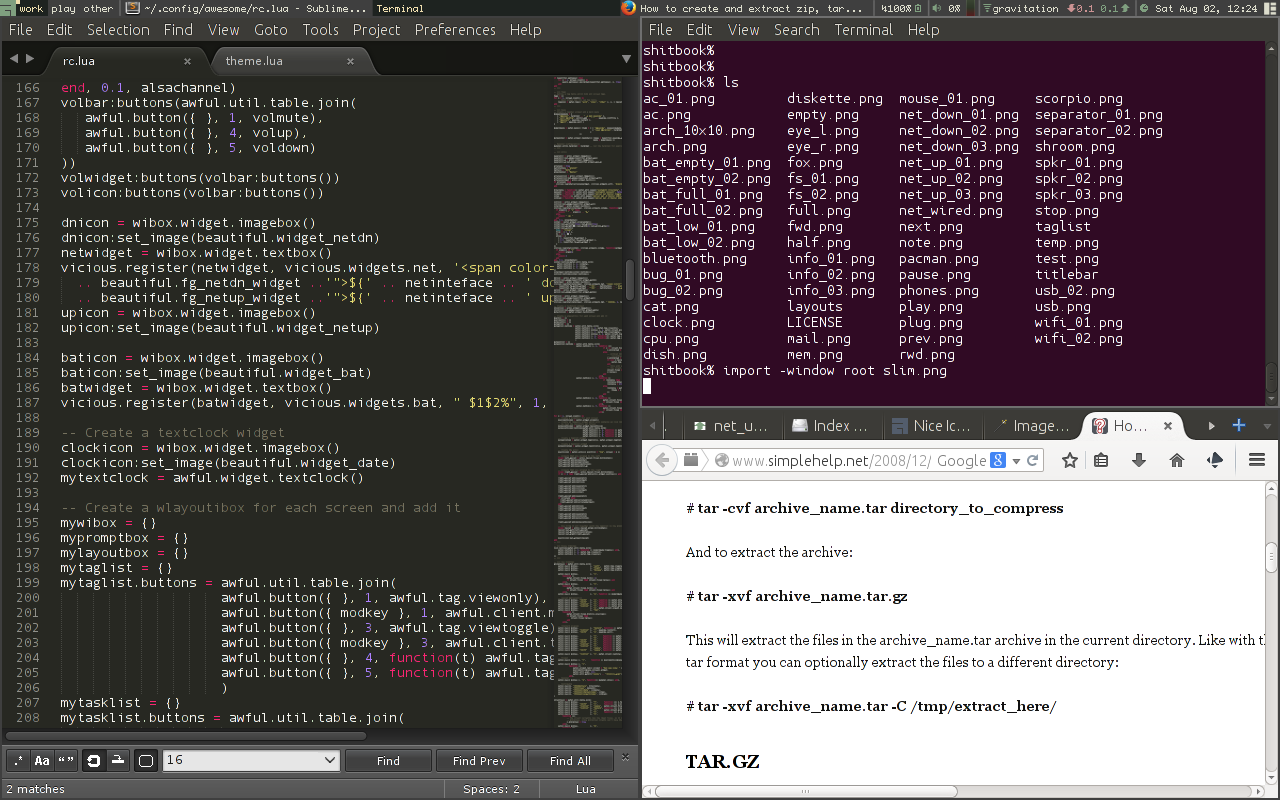 work play other ~/.config/awesome/rc.lua - Sublime... Terminal How to create and extract zip, tar... 100% 0% gravitation 0.1 0.1 Sat Aug 02, 12:24
File Edit Selection Find View Goto Tools Project Preferences Help
rc.lua × theme.lua ×
166 end, 0.1, alsachannel)
167 volbar:buttons(awful.util.table.join(
168 awful.button({ }, 1, volmute),
169 awful.button({ }, 4, volup),
170 awful.button({ }, 5, voldown)
171 ))
172 volwidget:buttons(volbar:buttons())
173 volicon:buttons(volbar:buttons())
174
175 dnicon = wibox.widget.imagebox()
176 dnicon:set_image(beautiful.widget_netdn)
177 netwidget = wibox.widget.textbox()
178 vicious.register(netwidget, vicious.widgets.net, '<span color=
179 .. beautiful.fg_netdn_widget ..'">${' .. netinteface .. ' do
180 .. beautiful.fg_netup_widget ..'">${' .. netinteface .. ' up
181 upicon = wibox.widget.imagebox()
182 upicon:set_image(beautiful.widget_netup)
183
184 baticon = wibox.widget.imagebox()
185 baticon:set_image(beautiful.widget_bat)
186 batwidget = wibox.widget.textbox()
187 vicious.register(batwidget, vicious.widgets.bat, " $1$2%", 1,
188
189 -- Create a textclock widget
190 clockicon = wibox.widget.imagebox()
191 clockicon:set_image(beautiful.widget_date)
192 mytextclock = awful.widget.textclock()
193
194 -- Create a wlayoutibox for each screen and add it
195 mywibox = {}
196 mypromptbox = {}
197 mylayoutbox = {}
198 mytaglist = {}
199 mytaglist.buttons = awful.util.table.join(
200 awful.button({ }, 1, awful.tag.viewonly),
201 awful.button({ modkey }, 1, awful.client.m
202 awful.button({ }, 3, awful.tag.viewtoggle)
203 awful.button({ modkey }, 3, awful.client.t
204 awful.button({ }, 4, function(t) awful.tag
205 awful.button({ }, 5, function(t) awful.tag
206 )
207 mytasklist = {}
208 mytasklist.buttons = awful.util.table.join(
.* Aa “ ” 16 Find Find Prev Find All ×
2 matches Spaces: 2 Lua
File Edit View Search Terminal Help
shitbook%
shitbook%
shitbook% ls
ac_01.png diskette.png mouse_01.png scorpio.png
ac.png empty.png net_down_01.png separator_01.png
arch_10x10.png eye_l.png net_down_02.png separator_02.png
arch.png eye_r.png net_down_03.png shroom.png
bat_empty_01.png fox.png net_up_01.png spkr_01.png
bat_empty_02.png fs_01.png net_up_02.png spkr_02.png
bat_full_01.png fs_02.png net_up_03.png spkr_03.png
bat_full_02.png full.png net_wired.png stop.png
bat_low_01.png fwd.png next.png taglist
bat_low_02.png half.png note.png temp.png
bluetooth.png info_01.png pacman.png test.png
bug_01.png info_02.png pause.png titlebar
bug_02.png info_03.png phones.png usb_02.png
cat.png layouts play.png usb.png
clock.png LICENSE plug.png wifi_01.png
cpu.png mail.png prev.png wifi_02.png
dish.png mem.png rwd.png
shitbook% import -window root slim.png
net_u... Index ... Nice Ic... Image... Ho... ×
www.simplehelp.net/2008/12/ Google
# tar -cvf archive_name.tar directory_to_compress
And to extract the archive:
# tar -xvf archive_name.tar.gz
This will extract the files in the archive_name.tar archive in the current directory. Like with th
tar format you can optionally extract the files to a different directory:
# tar -xvf archive_name.tar -C /tmp/extract_here/
TAR.GZ